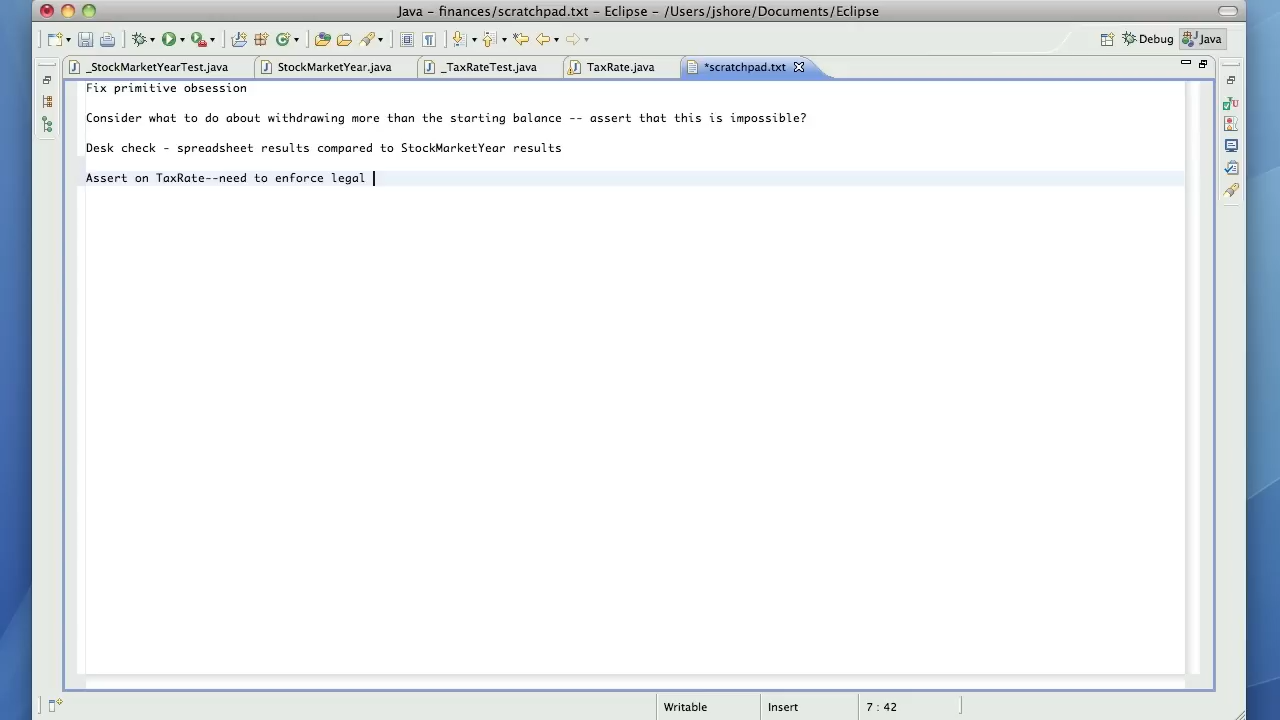 Java – finances/scratchpad.txt – Eclipse – /Users/jshore/Documents/Eclipse
Debug
Java
_StockMarketYearTest.java
StockMarketYear.java
_TaxRateTest.java
TaxRate.java
*scratchpad.txt
Fix primitive obsession
Consider what to do about withdrawing more than the starting balance -- assert that this is impossible?
Desk check - spreadsheet results compared to StockMarketYear results
Assert on TaxRate--need to enforce legal
Writable
Insert
7 : 42